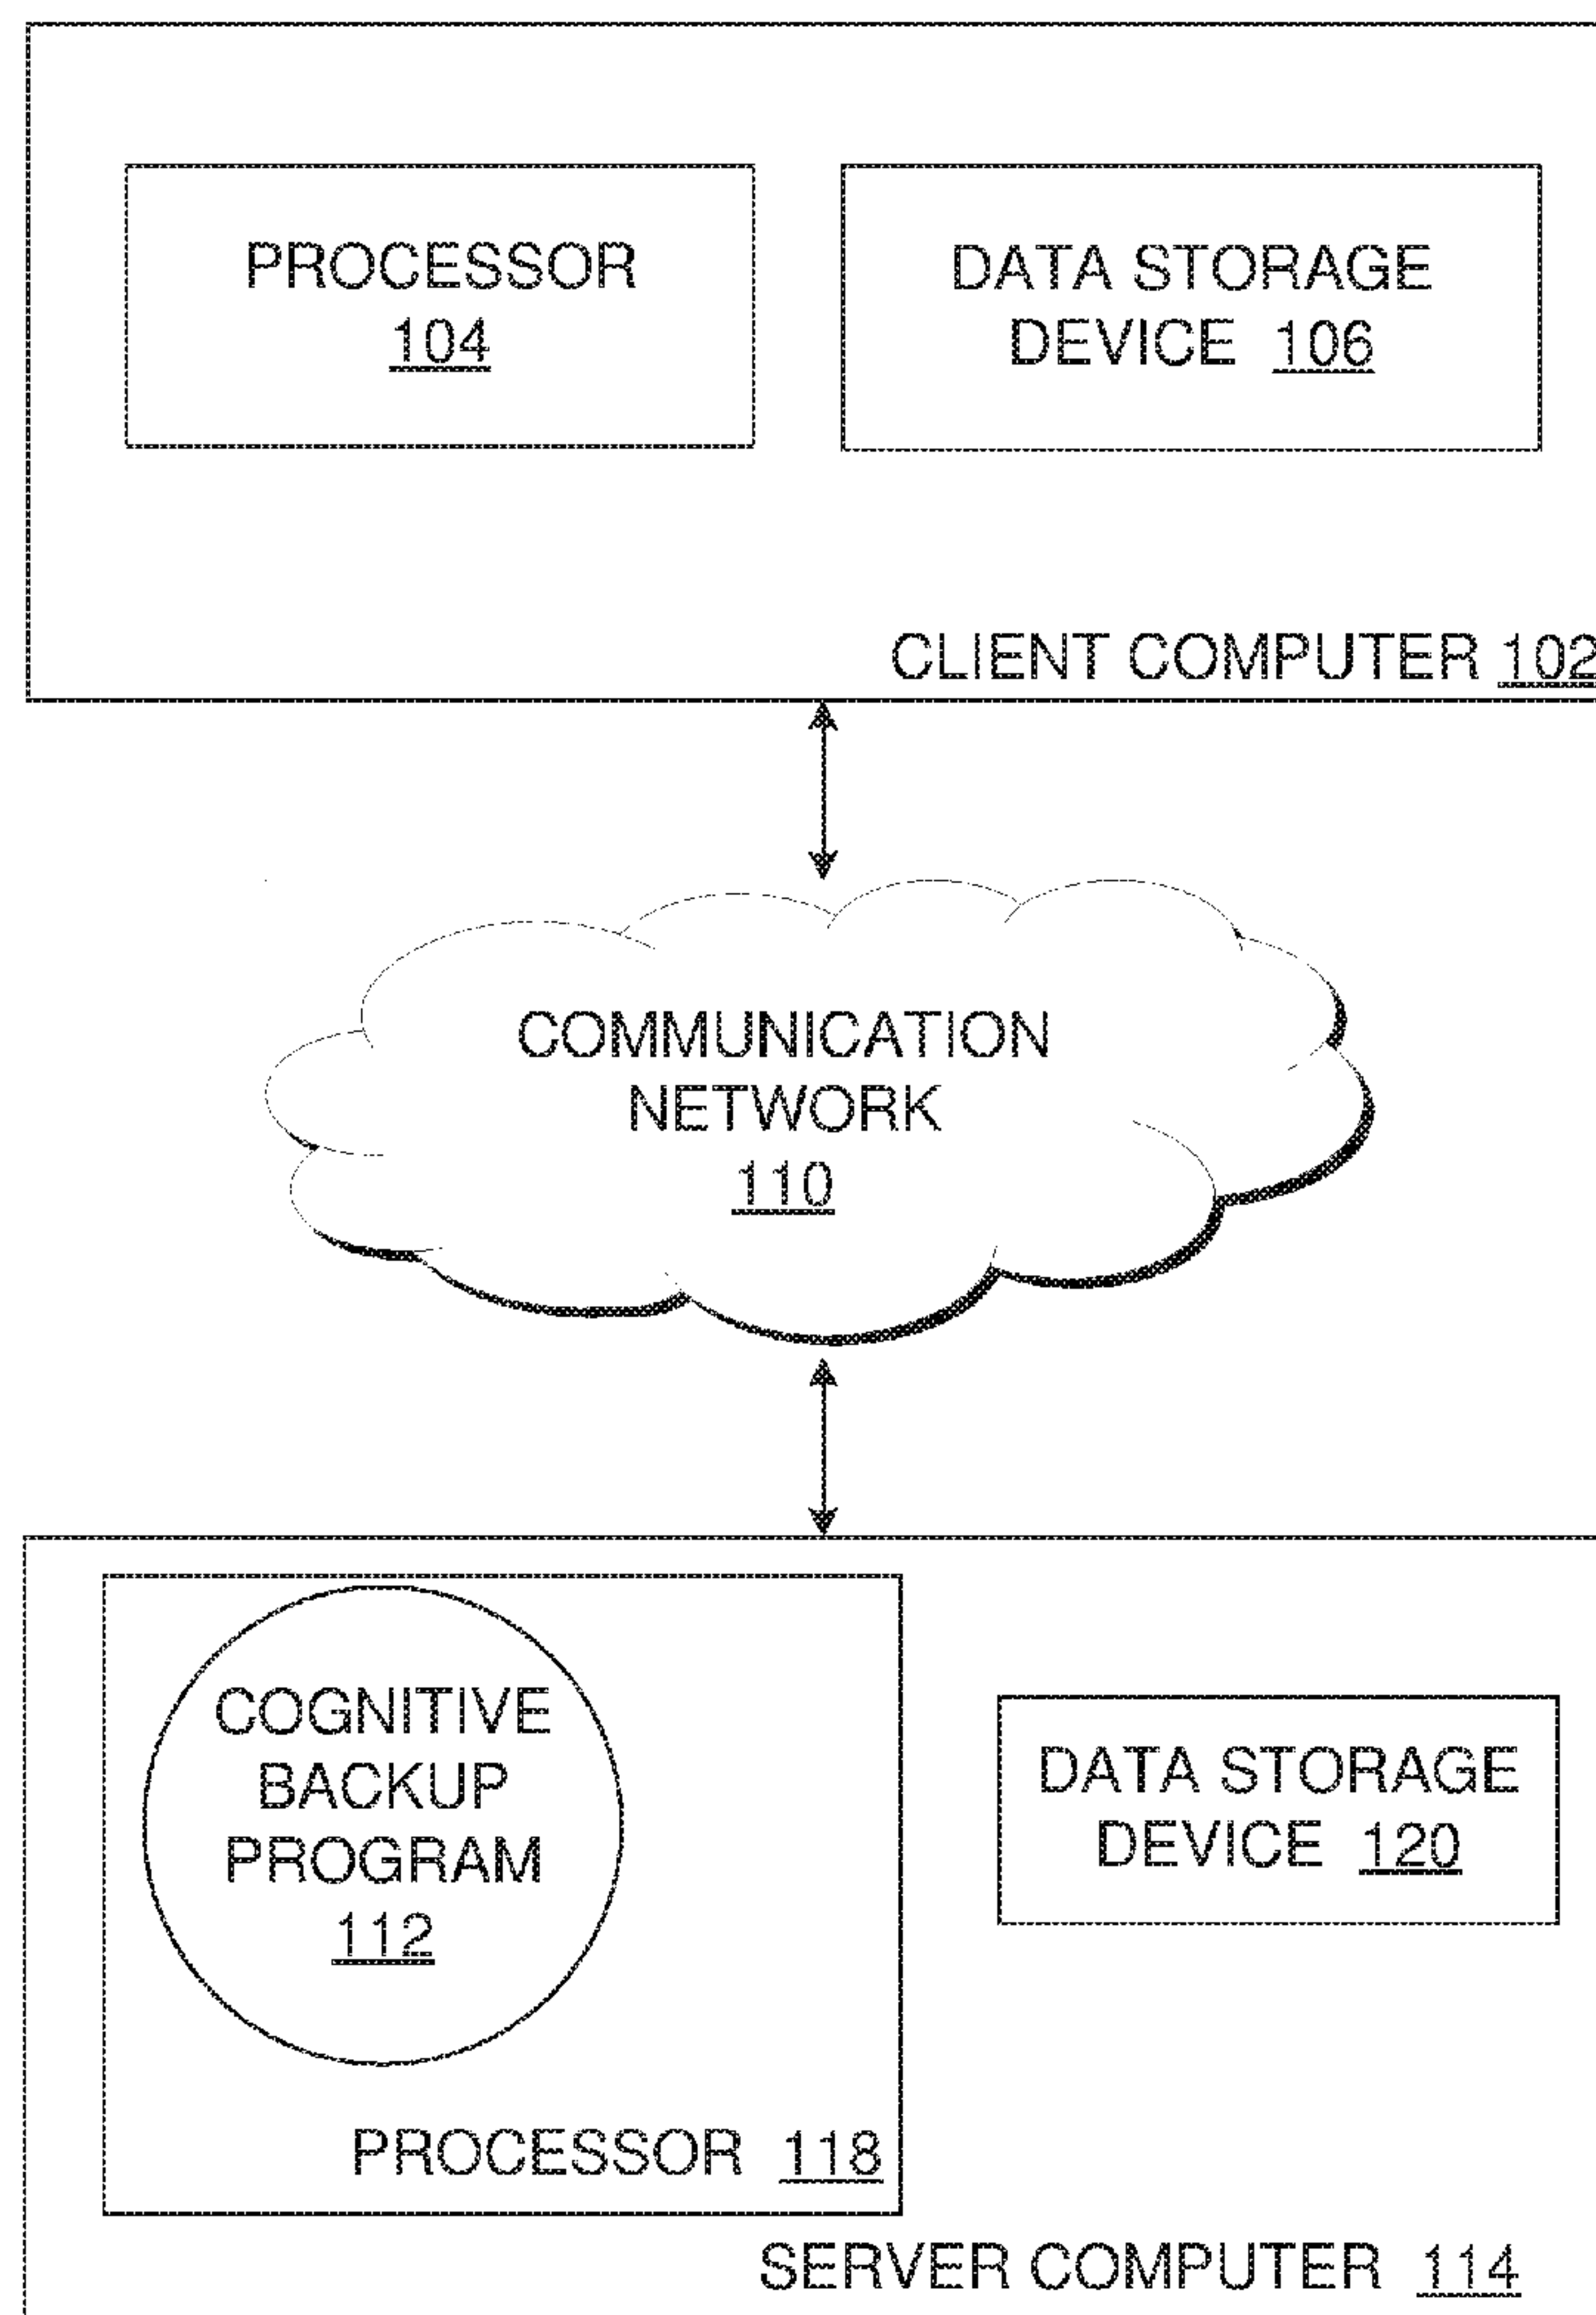 PROCESSOR
104
DATA STORAGE
DEVICE 106
CLIENT COMPUTER 102
COMMUNICATION
NETWORK
110
COGNITIVE
BACKUP
PROGRAM
112
DATA STORAGE
DEVICE 120
PROCESSOR 118
SERVER COMPUTER 114